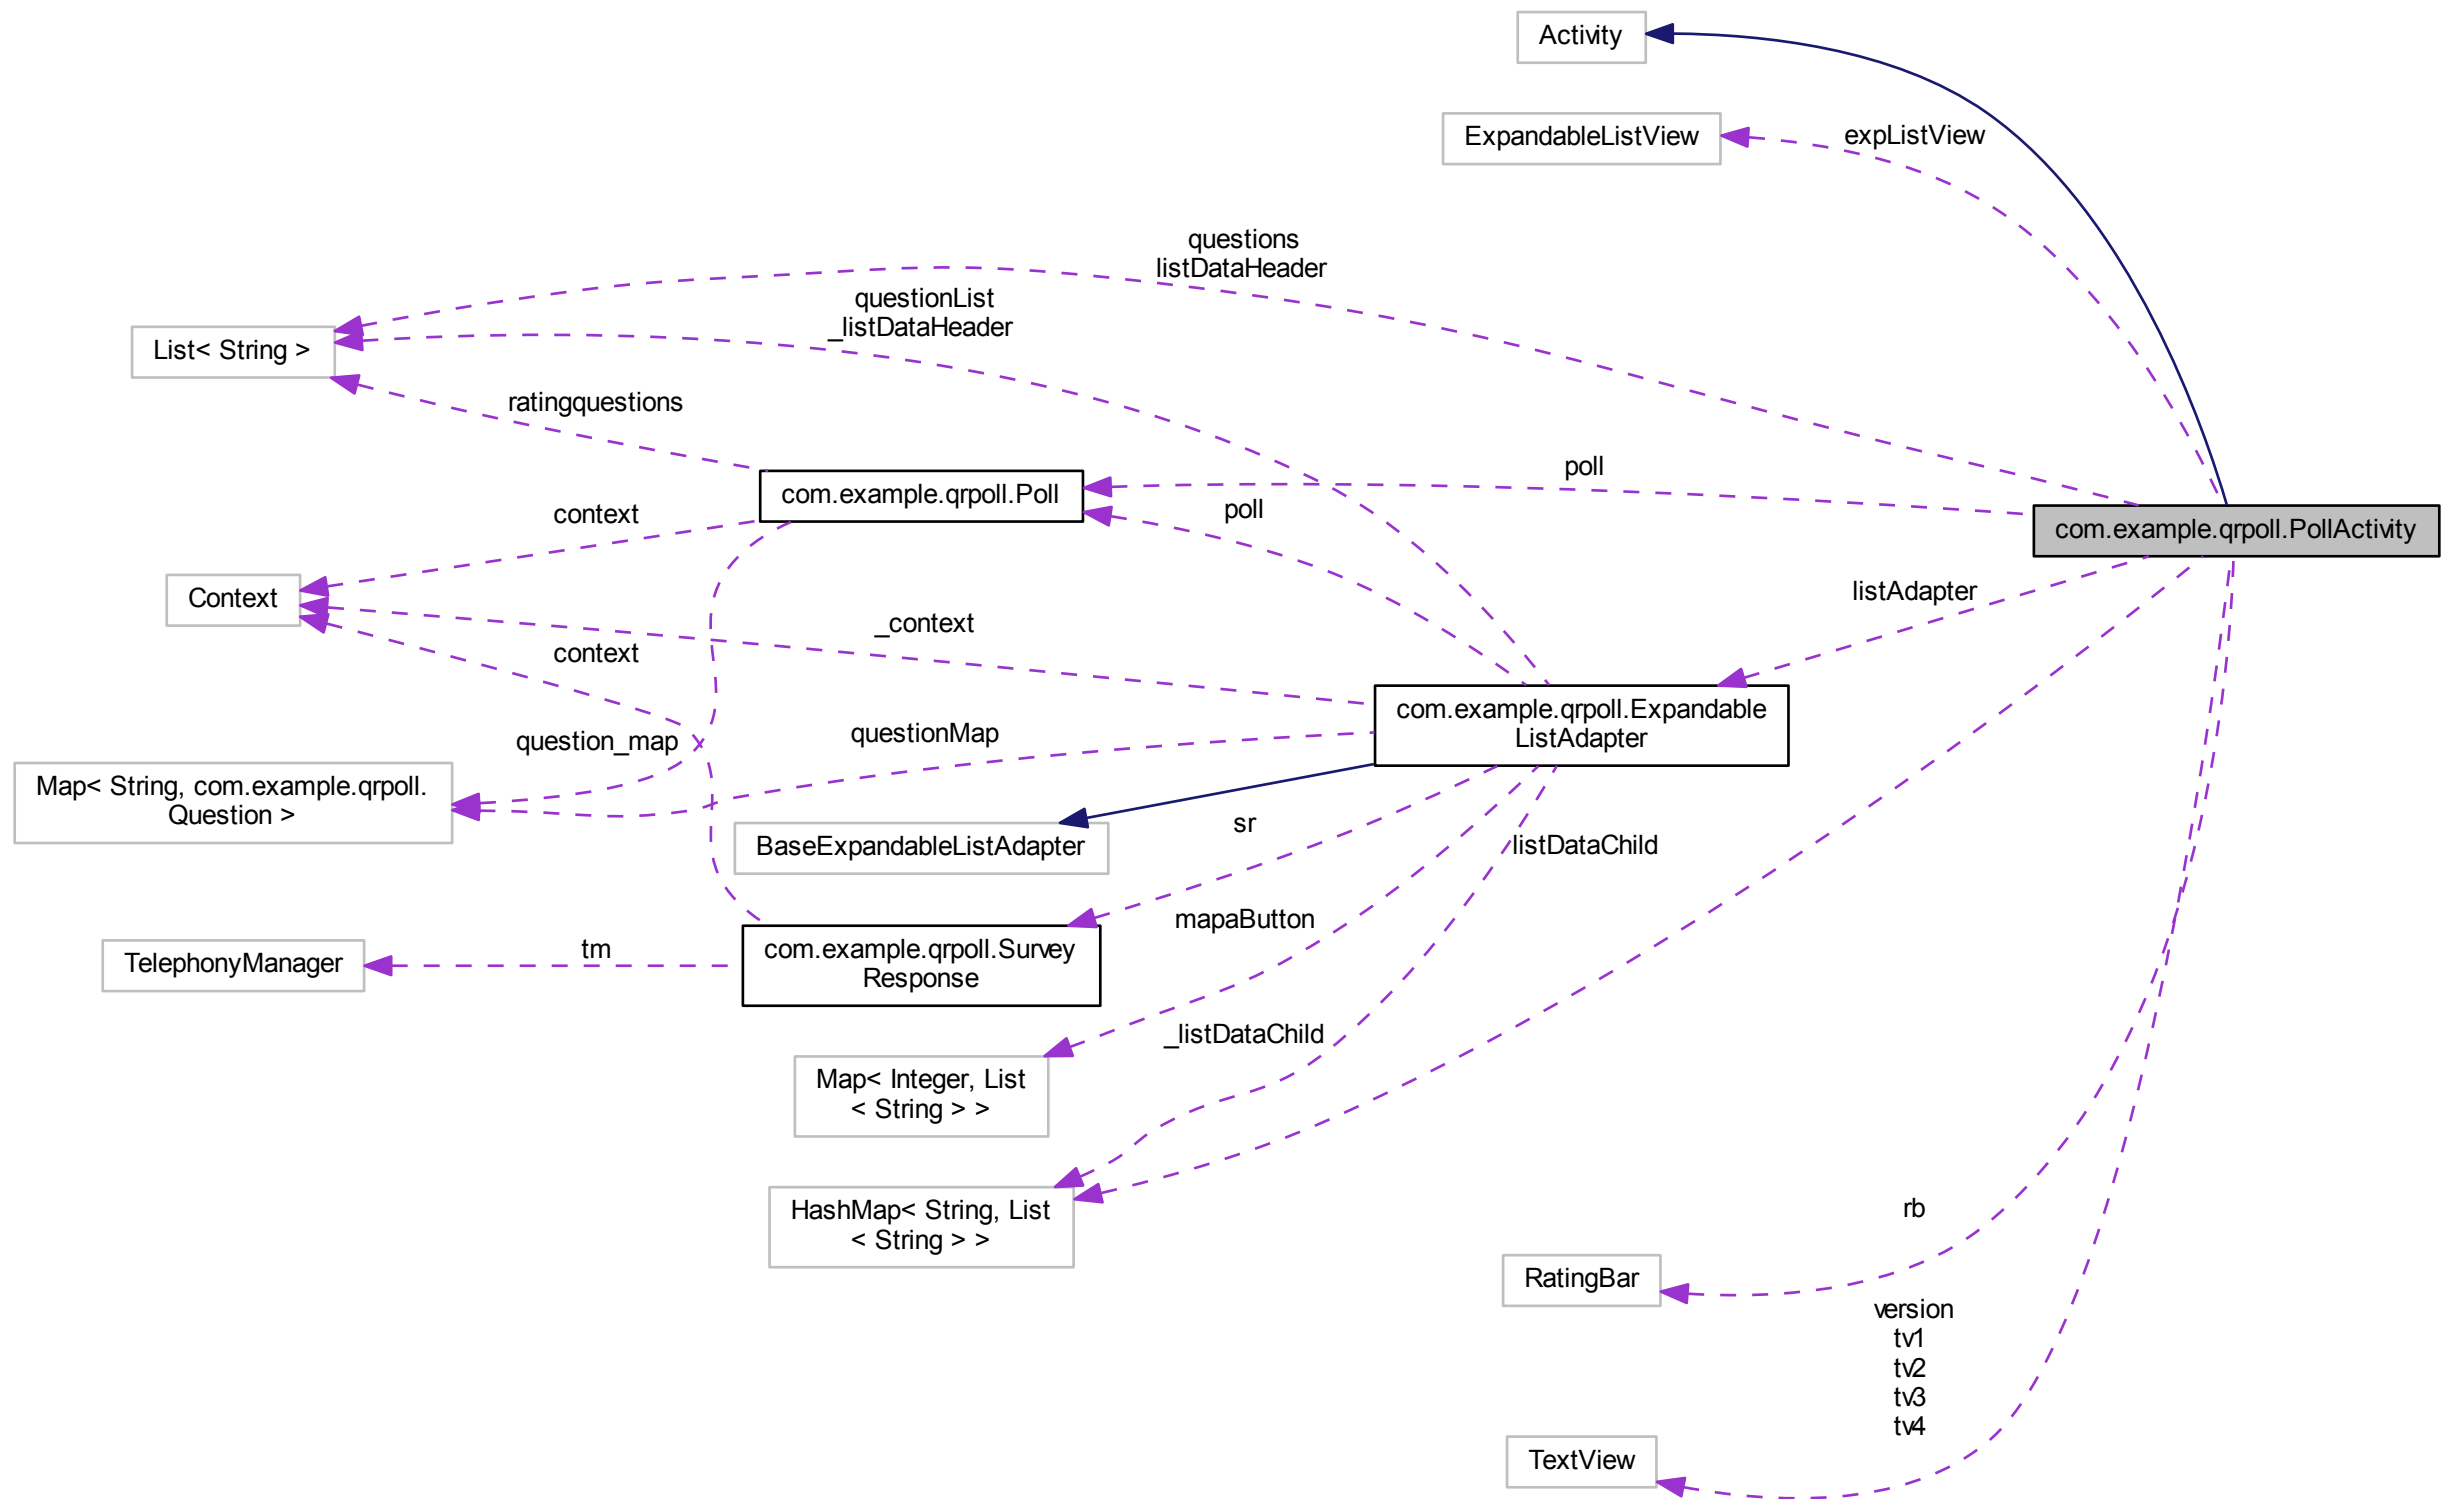 Activity
ExpandableListView
expListView
questions
listDataHeader
questionList
_listDataHeader
List< String >
ratingquestions
poll
com.example.qrpoll.Poll
context
poll
com.example.qrpoll.PollActivity
Context
listAdapter
_context
context
com.example.qrpoll.Expandable
ListAdapter
question_map
questionMap
Map< String, com.example.qrpoll.
Question >
sr
BaseExpandableListAdapter
listDataChild
mapaButton
com.example.qrpoll.Survey
Response
tm
TelephonyManager
_listDataChild
Map< Integer, List
< String > >
HashMap< String, List
< String > >
rb
RatingBar
version
tv1
tv2
tv3
tv4
TextView